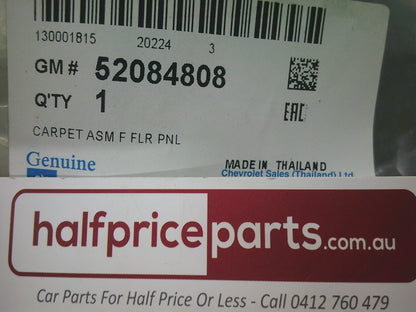 130001815 20224 3
GM # 52084808
Q'TY 1
EAC
CARPET ASM F FLR PNL
Genuine MADE IN THAILAND
Chevrolet Sales (Thailand) Ltd
halfpriceparts.com.au
Car Parts For Half Price Or Less - Call 0412 760 479